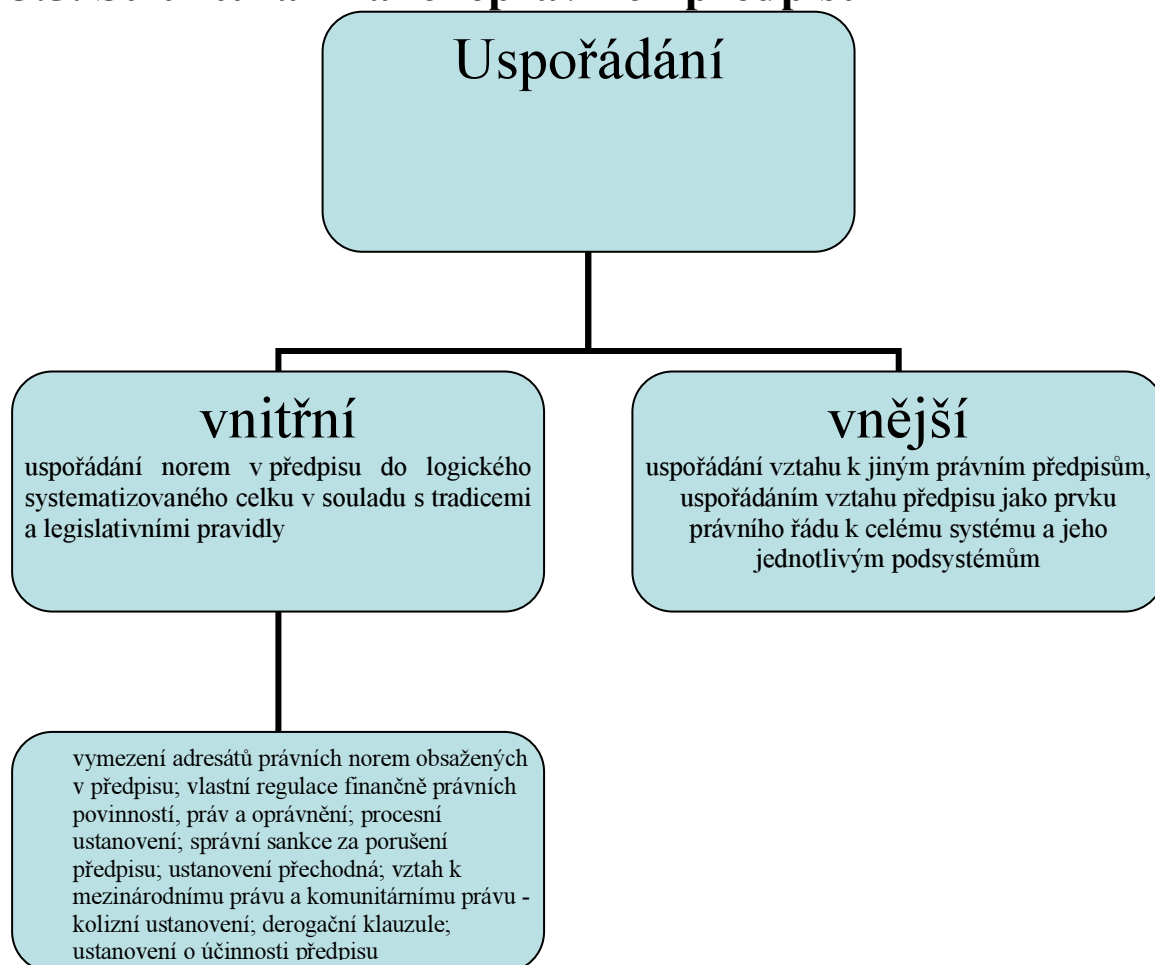 Uspořádání
vnitřní
uspořádání norem v předpisu do logického
systematizovaného celku v souladu s tradicemi
a legislativními pravidly
vnější
uspořádání vztahu k jiným právním předpisům,
uspořádáním vztahu předpisu jako prvku
právního řádu k celému systému a jeho
jednotlivým podsystémům
vymezení adresátů právních norem obsažených
v předpisu; vlastní regulace finančně právních
povinností, práv a oprávnění; procesní
ustanovení; správní sankce za porušení
předpisu; ustanovení přechodná; vztah k
mezinárodnímu právu a komunitárnímu právu -
kolizní ustanovení; derogační klauzule;
ustanovení o účinnosti předpisu